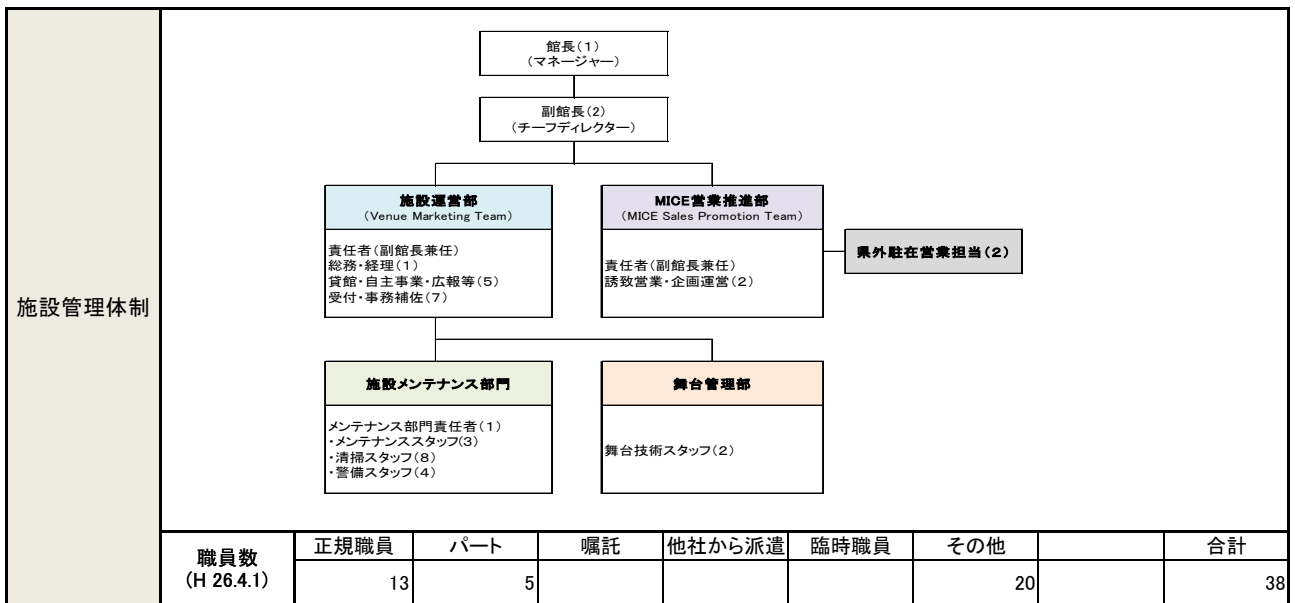 施設管理体制
館長(1)
(マネージャー)
副館長(2)
(チーフディレクター)
施設運営部
(Venue Marketing Team)
責任者(副館長兼任)
総務・経理(1)
貸館・自主事業・広報等(5)
受付・事務補佐(7)
MICE営業推進部
(MICE Sales Promotion Team)
責任者(副館長兼任)
誘致営業・企画運営(2)
県外駐在営業担当(2)
施設メンテナンス部門
メンテナンス部門責任者(1)
・メンテナンススタッフ(3)
・清掃スタッフ(8)
・警備スタッフ(4)
舞台管理部
舞台技術スタッフ(2)
職員数
(H 26.4.1)
正規職員 パート 嘱託 他社から派遣 臨時職員 その他 合計
13 5 20 38